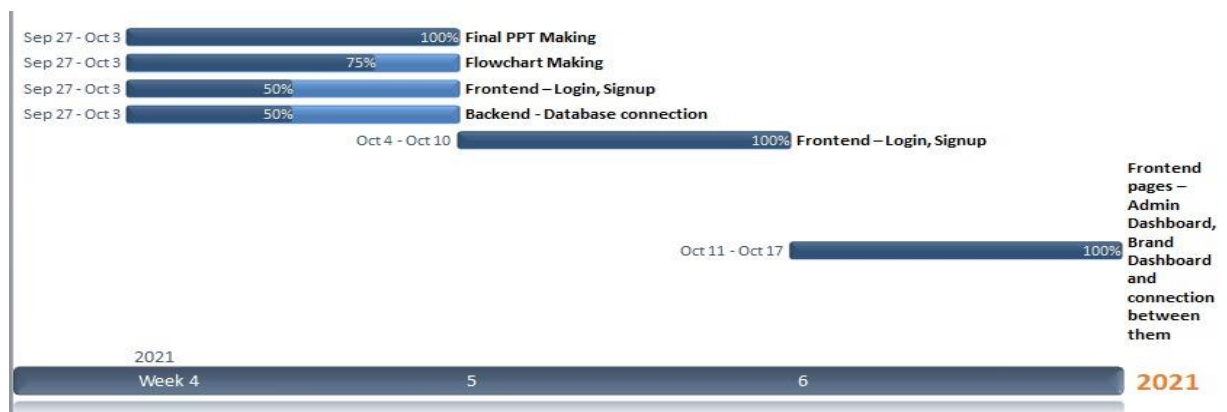 Sep 27 - Oct 3 100% Final PPT Making
Sep 27 - Oct 3 75% Flowchart Making
Sep 27 - Oct 3 50% Frontend – Login, Signup
Sep 27 - Oct 3 50% Backend - Database connection
Oct 4 - Oct 10 100% Frontend – Login, Signup
Oct 11 - Oct 17 100%
Frontend
pages –
Admin
Dashboard,
Brand
Dashboard
and
connection
between
them
2021
Week 4 5 6 2021